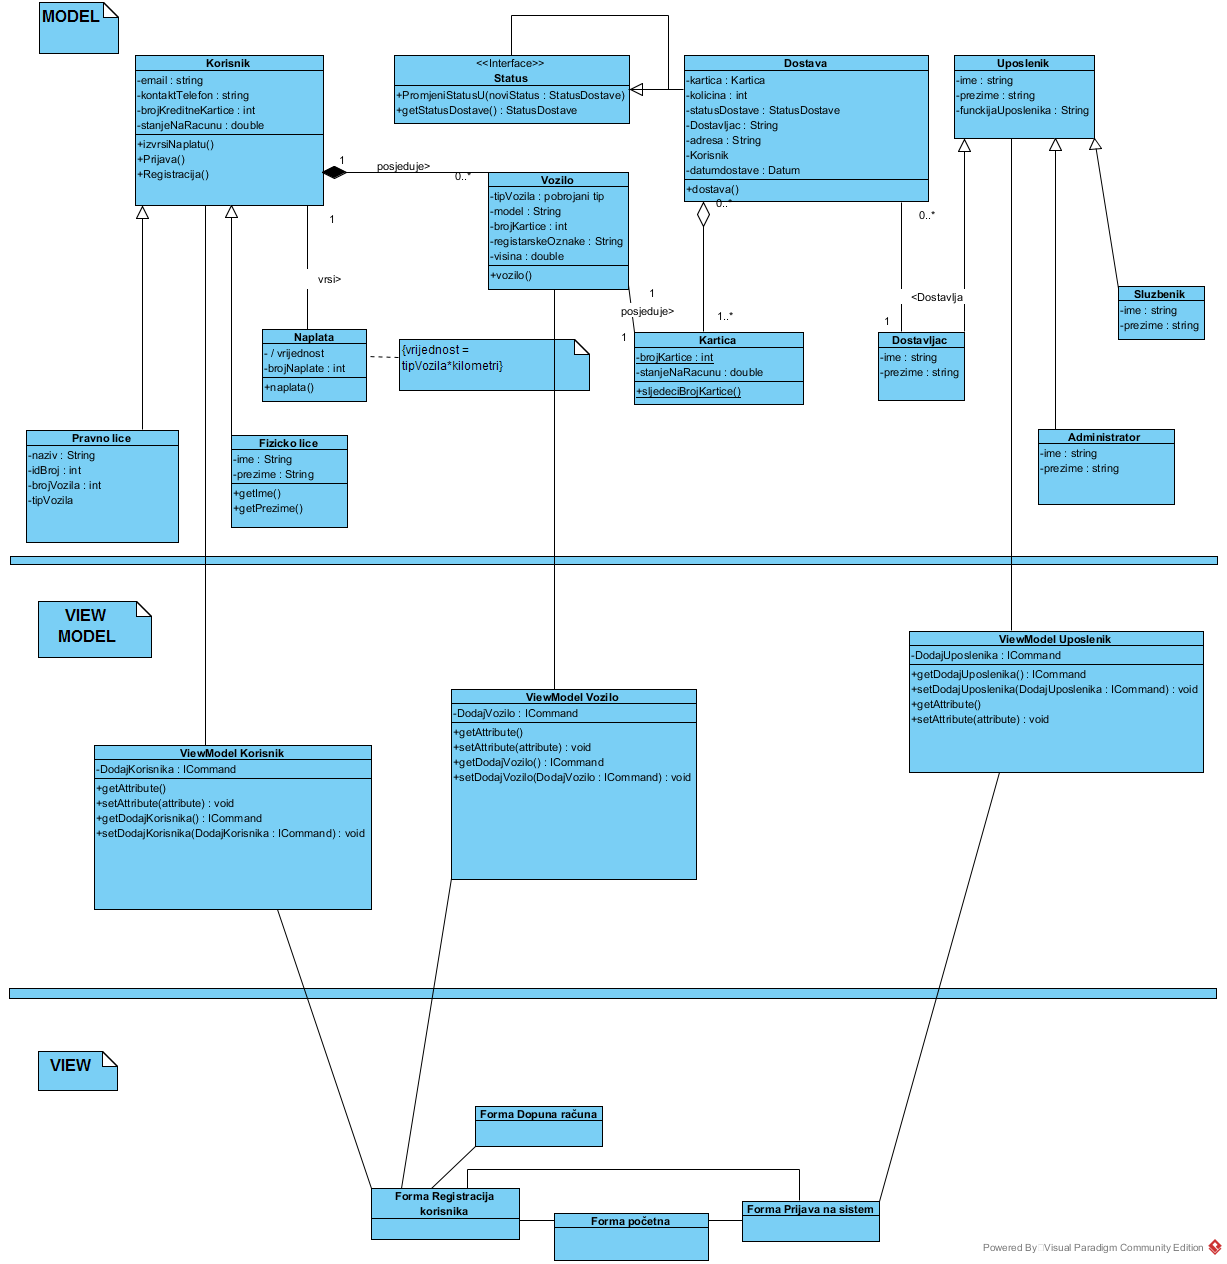 MODEL
Korisnik
-email : string
-kontaktTelefon : string
-brojKreditneKartice : int
-stanjeNaRacunu : double
+izvrsiNaplatu()
+Prijava()
+Registracija()
<<Interface>>
Status
+PromjeniStatusU(noviStatus : StatusDostave)
+getStatusDostave() : StatusDostave
Dostava
-kartica : Kartica
-kolicina : int
-statusDostave : StatusDostave
-Dostavljac : String
-adresa : String
-Korisnik
-datumdostave : Datum
+dostava()
Uposlenik
-ime : string
-prezime : string
-funckijaUposlenika : String
1
posjeduje>
0..*
Vozilo
-tipVozila : pobrojani tip
-model : String
-brojKartice : int
-registarskeOznake : String
-visina : double
+vozilo()
1
vrsi>
0..*
0..*
1
posjeduje>
1
1..*
<Dostavlja
1
Sluzbenik
-ime : string
-prezime : string
Naplata
- / vrijednost
-brojNaplate : int
+naplata()
{vrijednost =
tipVozila*kilometri}
Kartica
-brojKartice : int
-stanjeNaRacunu : double
+sljedeciBrojKartice()
Dostavljac
-ime : string
-prezime : string
Pravno lice
-naziv : String
-idBroj : int
-brojVozila : int
-tipVozila
Fizicko lice
-ime : String
-prezime : String
+getIme()
+getPrezime()
Administrator
-ime : string
-prezime : string
VIEW
MODEL
ViewModel Korisnik
-DodajKorisnika : ICommand
+getAttribute()
+setAttribute(attribute) : void
+getDodajKorisnika() : ICommand
+setDodajKorisnika(DodajKorisnika : ICommand) : void
ViewModel Vozilo
-DodajVozilo : ICommand
+getAttribute()
+setAttribute(attribute) : void
+getDodajVozilo() : ICommand
+setDodajVozilo(DodajVozilo : ICommand) : void
ViewModel Uposlenik
-DodajUposlenika : ICommand
+getDodajUposlenika() : ICommand
+setDodajUposlenika(DodajUposlenika : ICommand) : void
+getAttribute()
+setAttribute(attribute) : void
VIEW
Forma Dopuna računa
Forma Registracija
korisnika
Forma početna
Forma Prijava na sistem
Powered By Visual Paradigm Community Edition